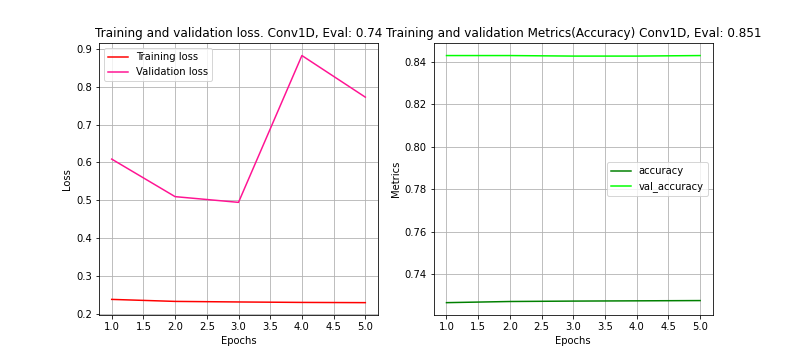 Training and validation loss. Conv1D, Eval: 0.74
Training and validation Metrics(Accuracy) Conv1D, Eval: 0.851
0.9
0.8
0.7
0.6
0.5
0.4
0.3
0.2
Loss
Training loss
Validation loss
1.0 1.5 2.0 2.5 3.0 3.5 4.0 4.5 5.0
Epochs
0.84
0.82
0.80
0.78
0.76
0.74
Metrics
accuracy
val_accuracy
1.0 1.5 2.0 2.5 3.0 3.5 4.0 4.5 5.0
Epochs